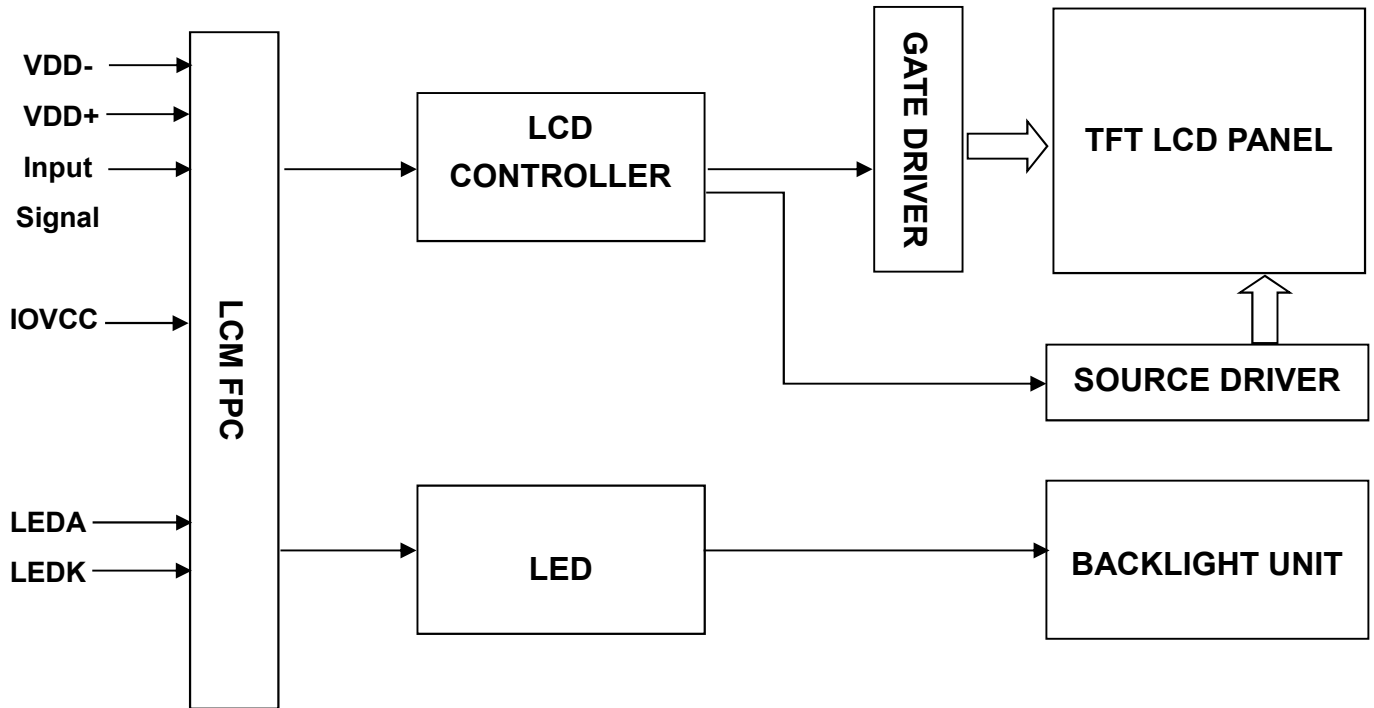 VDD-
VDD+
Input
Signal
IOVCC
LEDA
LEDK
LCM FPC
LCD
CONTROLLER
GATE DRIVER
TFT LCD PANEL
SOURCE DRIVER
LED
BACKLIGHT UNIT